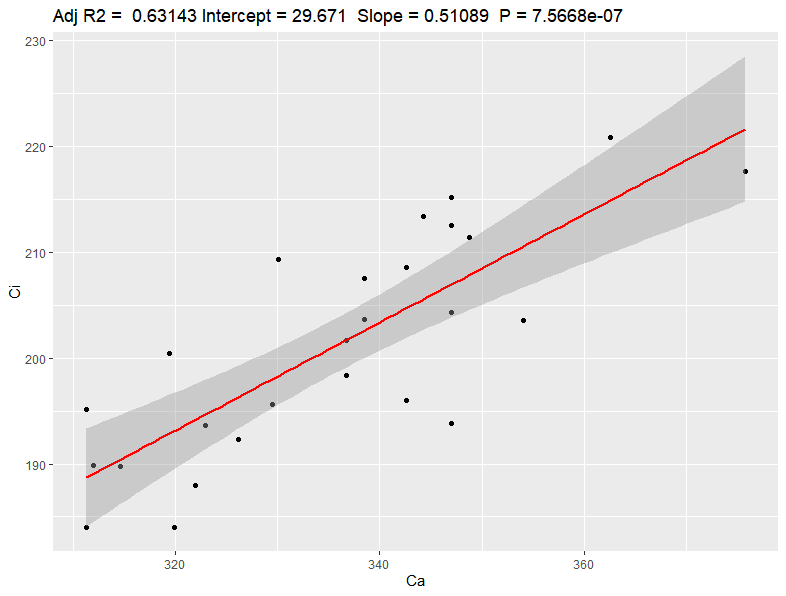 Adj R2 =  0.63143 Intercept = 29.671  Slope = 0.51089  P = 7.5668e-07
230
220
210
200
190
Ci
320 340 360
Ca